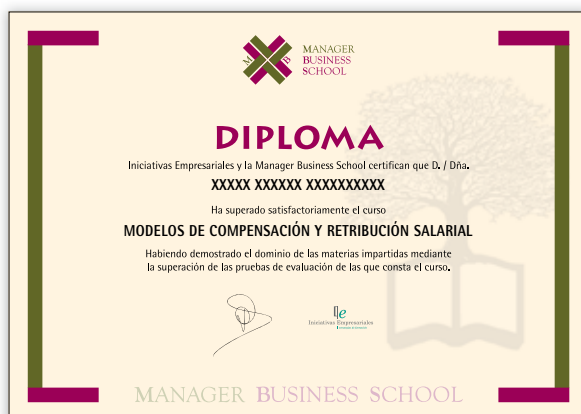 M B
MANAGER
BUSINESS
SCHOOL
DIPLOMA
Iniciativas Empresariales y la Manager Business School certifican que D. / Dña.
XXXXX XXXXXX XXXXXXXXXX
Ha superado satisfactoriamente el curso
MODELOS DE COMPENSACIÓN Y RETRIBUCIÓN SALARIAL
Habiendo demostrado el dominio de las materias impartidas mediante
la superación de las pruebas de evaluación de las que consta el curso.
Iniciativas Empresariales
MANAGER BUSINESS SCHOOL